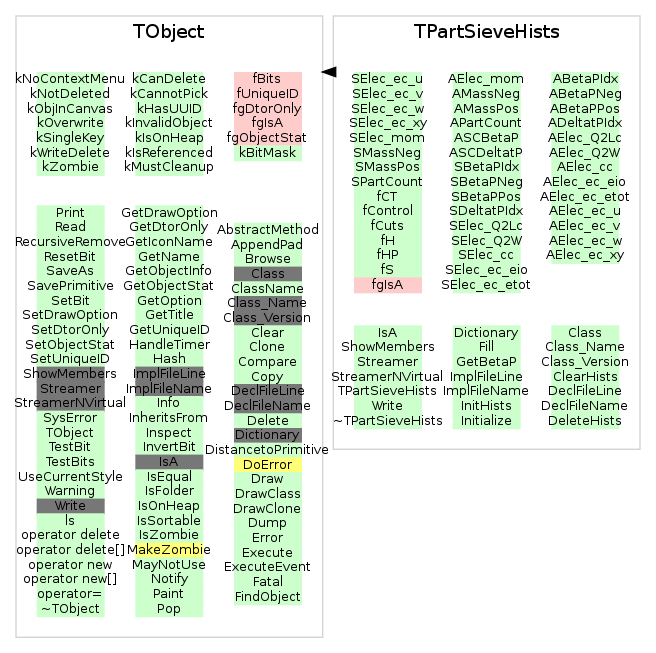 TObject
kNoContextMenu
kNotDeleted
kObjInCanvas
kOverwrite
kSingleKey
kWriteDelete
kZombie
kCanDelete
kCannotPick
kHasUUID
kInvalidObject
kIsOnHeap
kIsReferenced
kMustCleanup
fBits
fUniqueID
fgDtorOnly
fgIsA
fgObjectStat
kBitMask
Print
Read
RecursiveRemove
ResetBit
SaveAs
SavePrimitive
SetBit
SetDrawOption
SetDtorOnly
SetObjectStat
SetUniqueID
ShowMembers
Streamer
StreamerNVirtual
SysError
TObject
TestBit
TestBits
UseCurrentStyle
Warning
Write
ls
operator delete
operator delete[]
operator new
operator new[]
operator=
~TObject
GetDrawOption
GetDtorOnly
GetIconName
GetName
GetObjectInfo
GetObjectStat
GetOption
GetTitle
GetUniqueID
HandleTimer
Hash
ImplFileLine
ImplFileName
Info
InheritsFrom
Inspect
InvertBit
IsA
IsEqual
IsFolder
IsOnHeap
IsSortable
IsZombie
MakeZombie
MayNotUse
Notify
Paint
Pop
AbstractMethod
AppendPad
Browse
Class
ClassName
Class_Name
Class_Version
Clear
Clone
Compare
Copy
DeclFileLine
DeclFileName
Delete
Dictionary
DistancetoPrimitive
DoError
Draw
DrawClass
DrawClone
Dump
Error
Execute
ExecuteEvent
Fatal
FindObject
TPartSieveHists
SElec_ec_u
SElec_ec_v
SElec_ec_w
SElec_ec_xy
SElec_mom
SMassNeg
SMassPos
SPartCount
fCT
fControl
fCuts
fH
fHP
fS
fgIsA
AElec_mom
AMassNeg
AMassPos
APartCount
ASCBetaP
ASCDeltatP
SBetaPIdx
SBetaPNeg
SBetaPPos
SDeltatPIdx
SElec_Q2Lc
SElec_Q2W
SElec_cc
SElec_ec_eio
SElec_ec_etot
ABetaPIdx
ABetaPNeg
ABetaPPos
ADeltatPIdx
AElec_Q2Lc
AElec_Q2W
AElec_cc
AElec_ec_eio
AElec_ec_etot
AElec_ec_u
AElec_ec_v
AElec_ec_w
AElec_ec_xy
IsA
ShowMembers
Streamer
StreamerNVirtual
TPartSieveHists
Write
~TPartSieveHists
Dictionary
Fill
GetBetaP
ImplFileLine
ImplFileName
InitHists
Initialize
Class
Class_Name
Class_Version
ClearHists
DeclFileLine
DeclFileName
DeleteHists